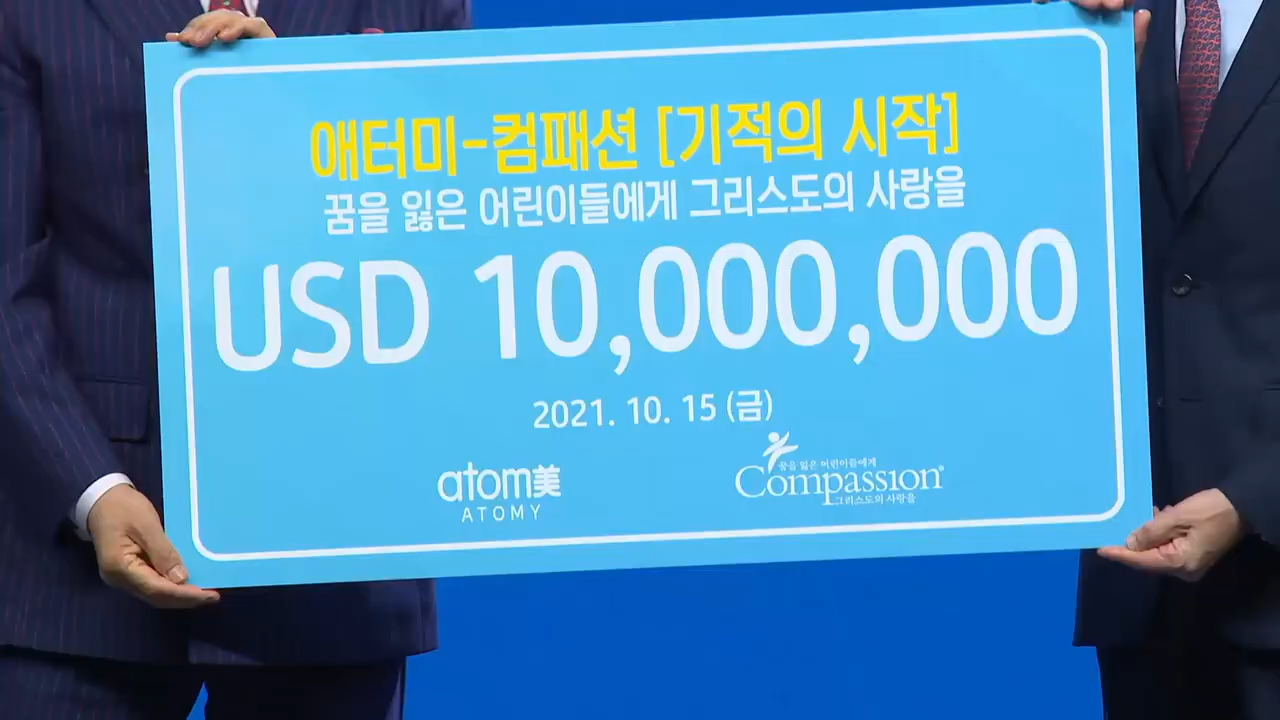 애터미-컴패션 [기적의 시작]
꿈을 잃은 어린이들에게 그리스도의 사랑을
USD 10,000,000
2021. 10. 15 (금)
atom美
ATOMY
꿈을 잃은 어린이들에게
Compassion®
그리스도의 사랑을